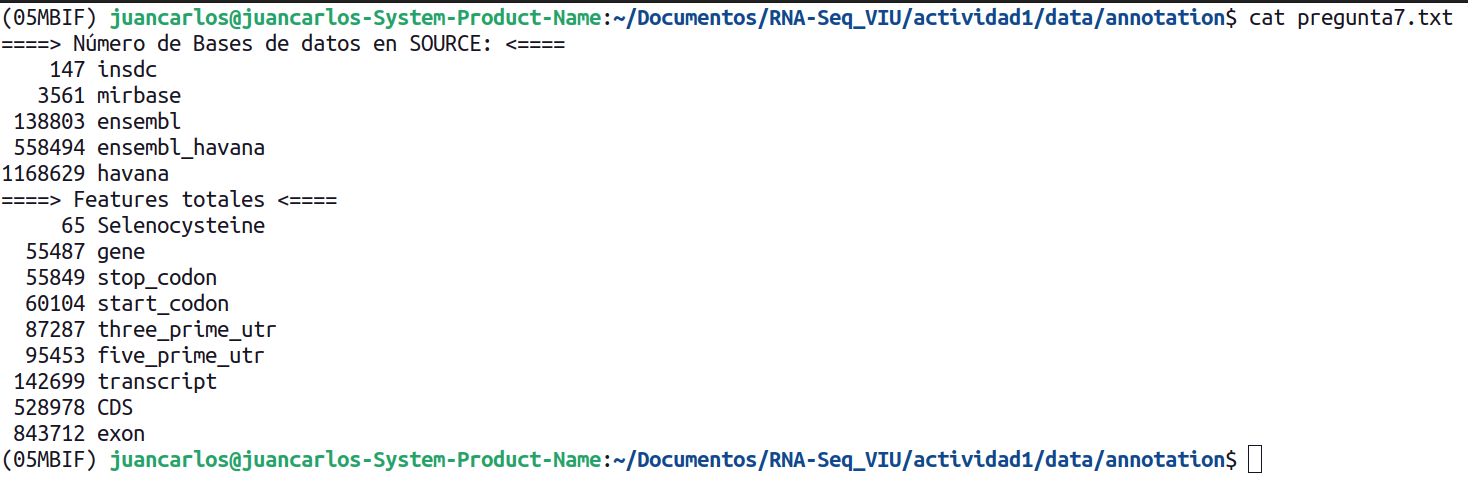 (05MBIF) juancarlos@juancarlos-System-Product-Name:~/Documentos/RNA-Seq_VIU/actividad1/data/annotation$ cat pregunta7.txt
====> Número de Bases de datos en SOURCE: <====
    147 insdc
   3561 mirbase
 138803 ensembl
 558494 ensembl_havana
1168629 havana
====> Features totales <====
     65 Selenocysteine
  55487 gene
  55849 stop_codon
  60104 start_codon
  87287 three_prime_utr
  95453 five_prime_utr
 142699 transcript
 528978 CDS
 843712 exon
(05MBIF) juancarlos@juancarlos-System-Product-Name:~/Documentos/RNA-Seq_VIU/actividad1/data/annotation$